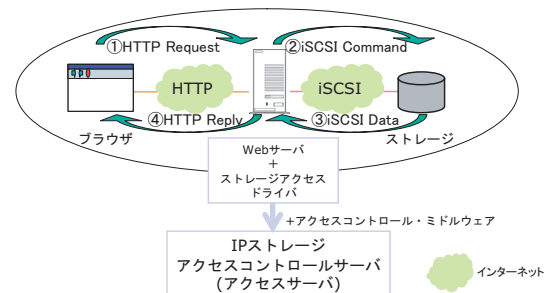 ①HTTP Request
②iSCSI Command
HTTP
iSCSI
④HTTP Reply
③iSCSI Data
ブラウザ
ストレージ
Webサーバ
+
ストレージアクセス
ドライバ
+アクセスコントロール・ミドルウェア
IPストレージ
アクセスコントロールサーバ
(アクセスサーバ)
インターネット